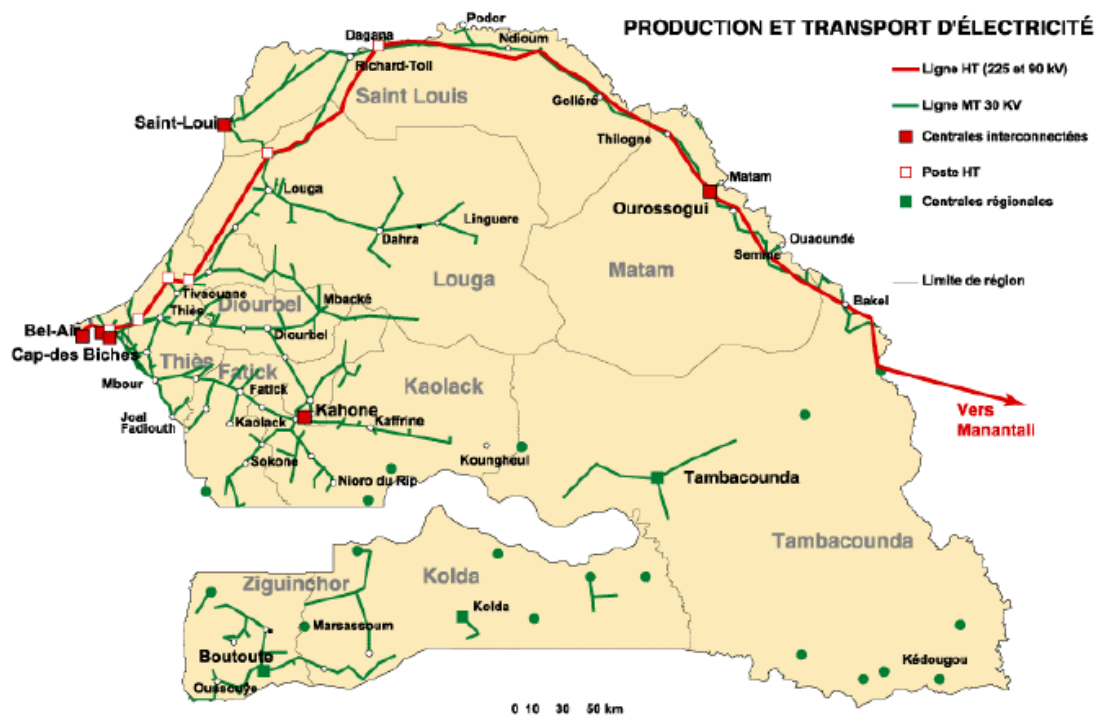 PRODUCTION ET TRANSPORT D'ÉLECTRICITÉ
Ligne HT (225 et 90 kV)
Ligne MT 30 KV
Centrales interconnectées
Poste HT
Centrales régionales
Limite de région
Podor
Dagana
Ndioum
Richard-Toll
Saint Louis
Golléré
Saint-Loui
Thilogne
Matam
Louga
Ourossogui
Linguere
Dahra
Ouaoundé
Semme
Matam
Louga
Tivaouane
Diourbel
Mbacké
Bakel
Thiès
Bel-Air
Diourbel
Cap-des Biches
Thiès
Fatick
Kaolack
Mbour
Fatick
Vers
Manantali
Joal
Fadiouth
Kahone
Kaolack
Kaffrine
Koungheul
Sokone
Nioro du Rip
Tambacounda
Tambacounda
Ziguinchor
Kolda
Kolda
Marsassoum
Boutoute
Kédougou
Oussouye
0 10 30 50 km